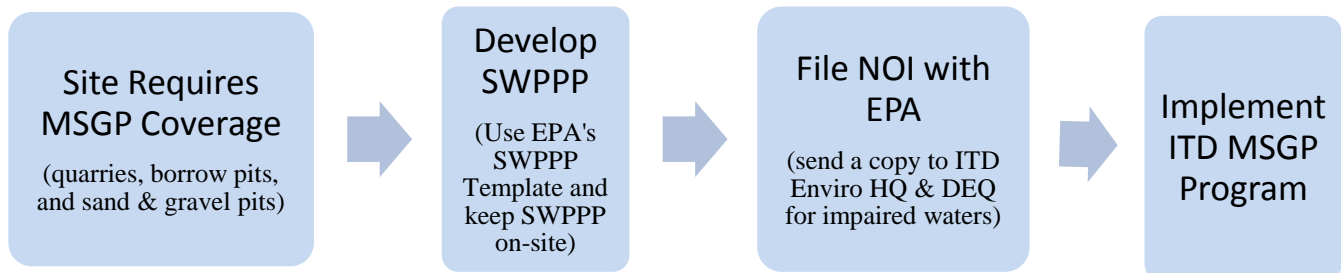 Site Requires
MSGP Coverage
(quarries, borrow pits,
and sand & gravel pits)
Develop
SWPPP
(Use EPA's
SWPPP
Template and
keep SWPPP
on-site)
File NOI with
EPA
(send a copy to ITD
Enviro HQ & DEQ
for impaired waters)
Implement
ITD MSGP
Program